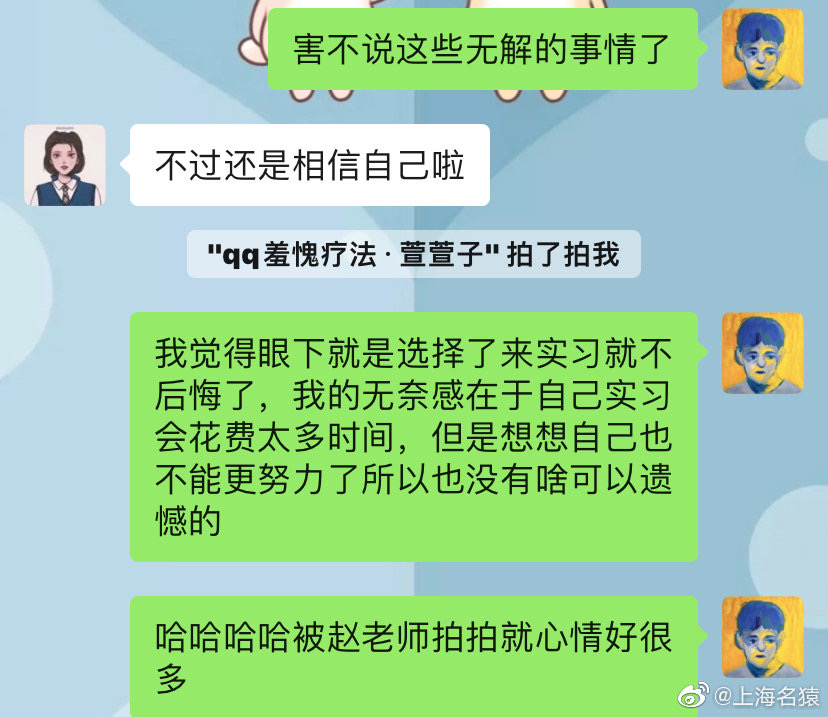 害不说这些无解的事情了
不过还是相信自己啦
"qq羞愧疗法·萱萱子" 拍了拍我
我觉得眼下就是选择了来实习就不
后悔了，我的无奈感在于自己实习
会花费太多时间，但是想想自己也
不能更努力了所以也没有啥可以遗
憾的
哈哈哈哈被赵老师拍拍就心情好很
多
@上海名猿